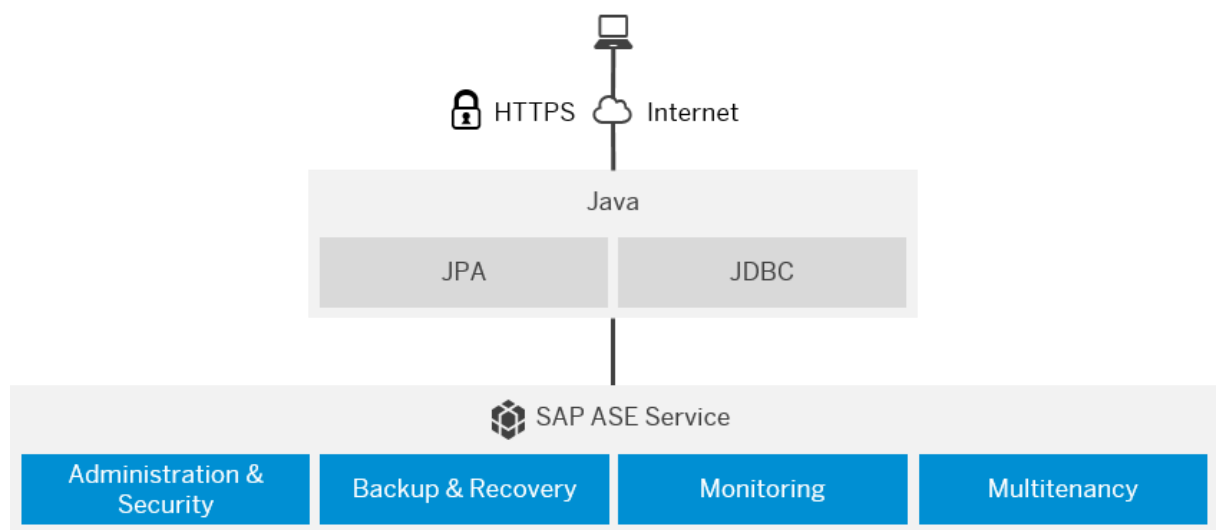 HTTPS
Internet
Java
JPA
JDBC
SAP ASE Service
Administration &
Security
Backup & Recovery
Monitoring
Multitenancy